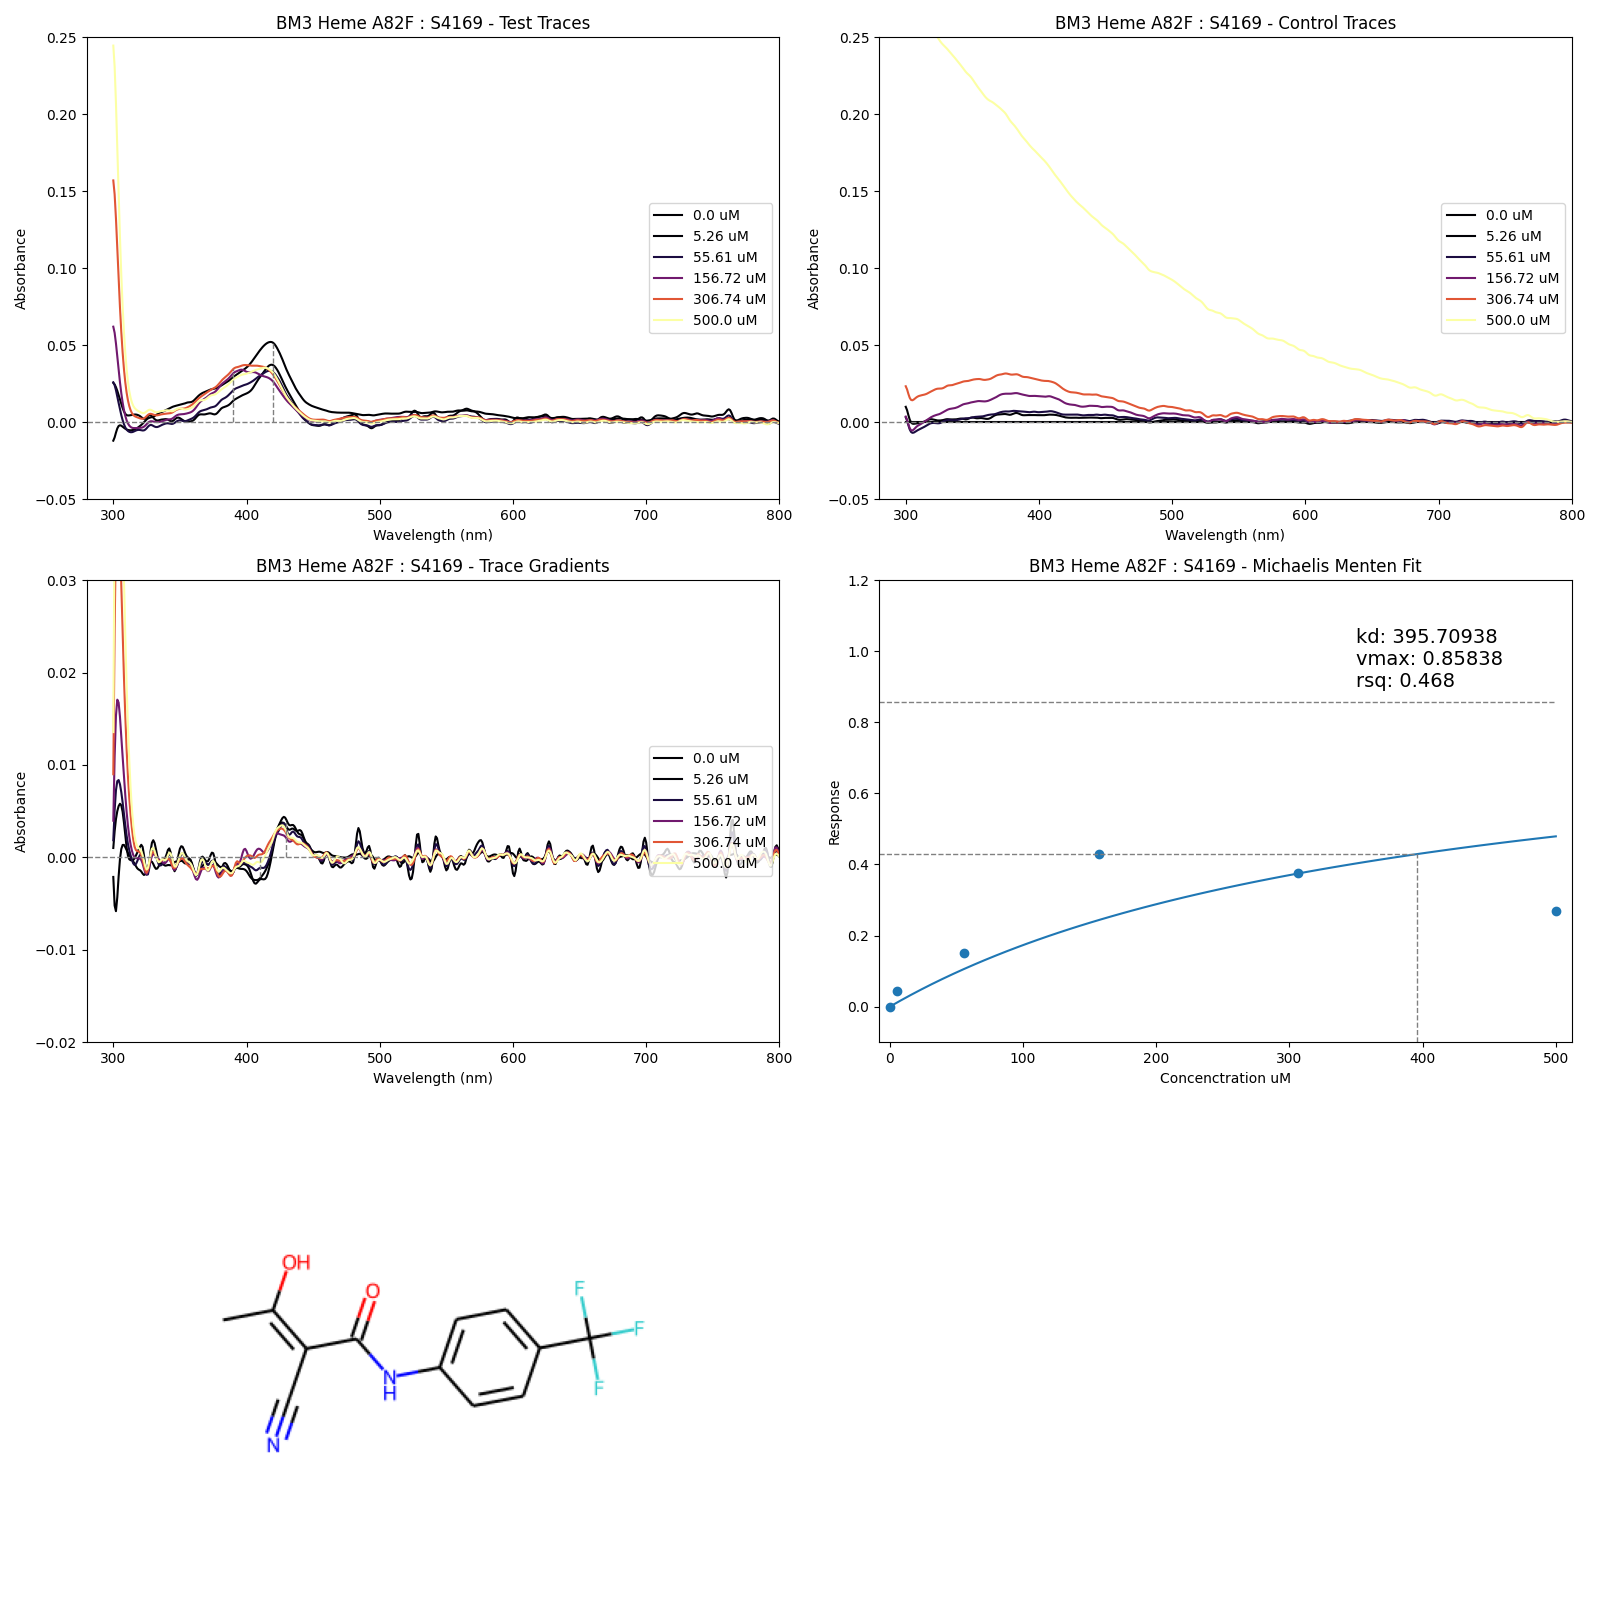 BM3 Heme A82F : S4169 - Test Traces
0.25
0.20
0.15
0.10
0.05
0.00
−0.05
Absorbance
300 400 500 600 700 800
Wavelength (nm)
0.0 uM
5.26 uM
55.61 uM
156.72 uM
306.74 uM
500.0 uM
BM3 Heme A82F : S4169 - Control Traces
0.25
0.20
0.15
0.10
0.05
0.00
−0.05
Absorbance
300 400 500 600 700 800
Wavelength (nm)
0.0 uM
5.26 uM
55.61 uM
156.72 uM
306.74 uM
500.0 uM
BM3 Heme A82F : S4169 - Trace Gradients
0.03
0.02
0.01
0.00
−0.01
−0.02
Absorbance
300 400 500 600 700 800
Wavelength (nm)
0.0 uM
5.26 uM
55.61 uM
156.72 uM
306.74 uM
500.0 uM
BM3 Heme A82F : S4169 - Michaelis Menten Fit
1.2
1.0
0.8
0.6
0.4
0.2
0.0
Response
0 100 200 300 400 500
Concenctration uM
kd: 395.70938
vmax: 0.85838
rsq: 0.468
OH
O
F
F
F
N
H
N